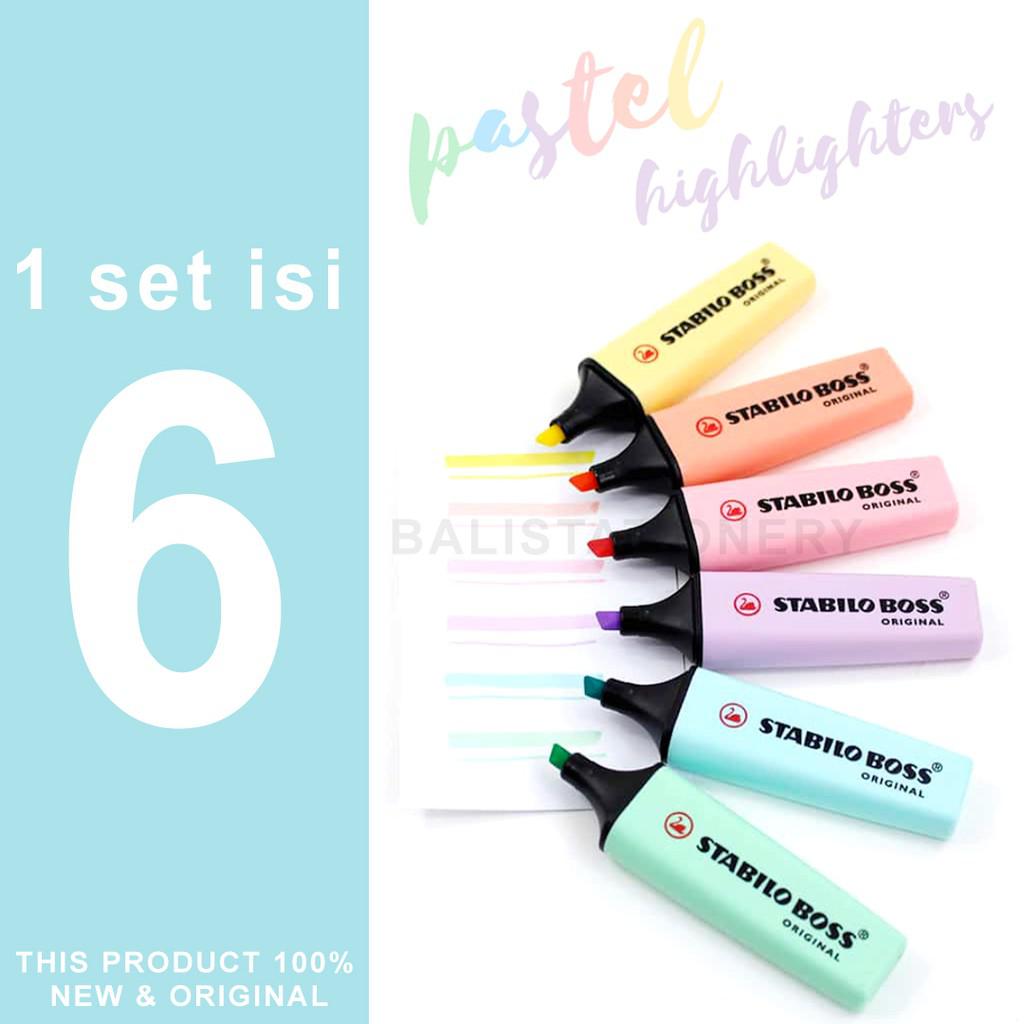 pastel
highlighters
1 set isi
6
STABILO BOSS®
ORIGINAL
STABILO BOSS®
ORIGINAL
STABILO BOSS®
ORIGINAL
BALISTATIONERY
STABILO BOSS®
ORIGINAL
STABILO BOSS®
ORIGINAL
STABILO BOSS®
ORIGINAL
THIS PRODUCT 100%
NEW & ORIGINAL